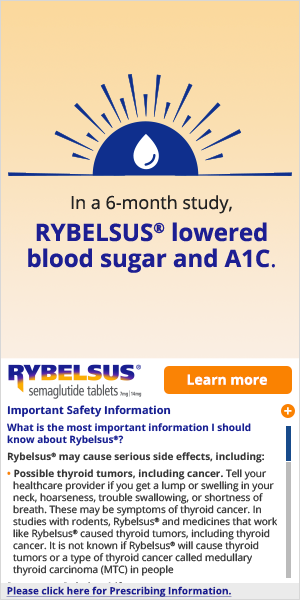 In a 6-month study,
RYBELSUS® lowered
blood sugar and A1C.
RYBELSUS®
semaglutide tablets 7mg | 14mg
Learn more
Important Safety Information
What is the most important information I should
know about Rybelsus®?
Rybelsus® may cause serious side effects, including:
• Possible thyroid tumors, including cancer. Tell your
healthcare provider if you get a lump or swelling in your
neck, hoarseness, trouble swallowing, or shortness of
breath. These may be symptoms of thyroid cancer. In
studies with rodents, Rybelsus® and medicines that work
like Rybelsus® caused thyroid tumors, including thyroid
cancer. It is not known if Rybelsus® will cause thyroid
tumors or a type of thyroid cancer called medullary
thyroid carcinoma (MTC) in people
Please click here for Prescribing Information.